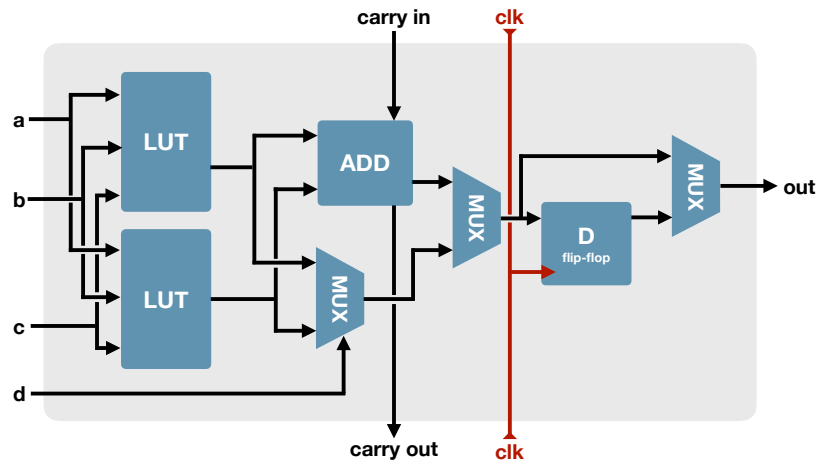 carry in
clk
a
LUT
ADD
b
MUX
MUX
out
D
flip-flop
LUT
MUX
c
d
carry out
clk